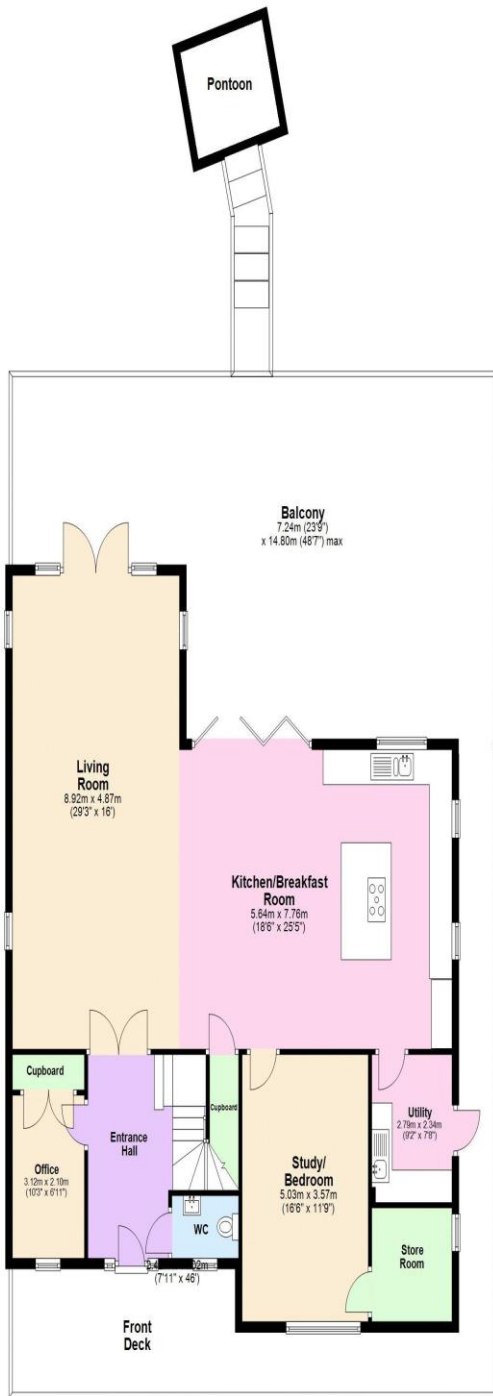 Pontoon
Balcony
7.24m (23'9")
x 14.80m (48'7") max
Living
Room
8.92m x 4.87m
(29'3" x 16')
Kitchen/Breakfast
Room
5.64m x 7.76m
(18'6" x 25'5")
Cupboard
Cupboard
Entrance
Hall
Office
3.12m x 2.10m
(10'3" x 6'11")
Utility
2.79m x 2.34m
(9'2" x 7'8")
Study/
Bedroom
5.03m x 3.57m
(16'6" x 11'9")
WC
Store
Room
(7'11" x 46')
Front
Deck